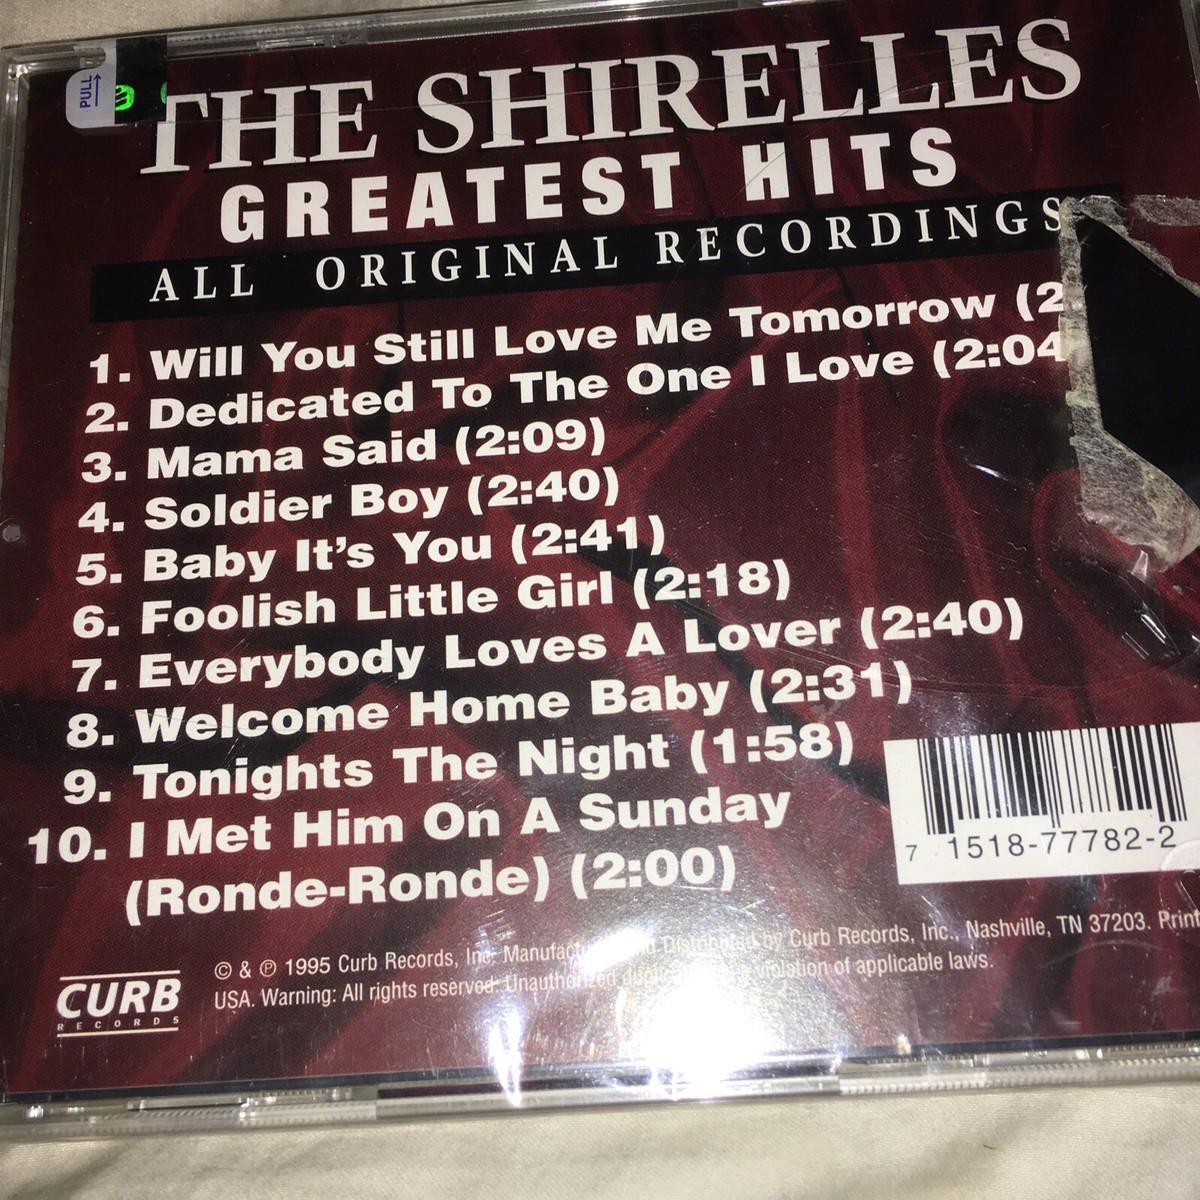 PULL
THE SHIRELLES
GREATEST HITS
ALL ORIGINAL RECORDINGS
1. Will You Still Love Me Tomorrow (2
2. Dedicated To The One I Love (2:04
3. Mama Said (2:09)
4. Soldier Boy (2:40)
5. Baby It's You (2:41)
6. Foolish Little Girl (2:18)
7. Everybody Loves A Lover (2:40)
8. Welcome Home Baby (2:31)
9. Tonights The Night (1:58)
10. I Met Him On A Sunday
(Ronde-Ronde) (2:00)
7 1518-77782-2
CURB
RECORDS
© & ℗ 1995 Curb Records, Inc. Distributed by Curb Records, Inc., Nashville, TN 37203. Print
USA. Warning: All rights reserved. Unauthorized violation of applicable laws.